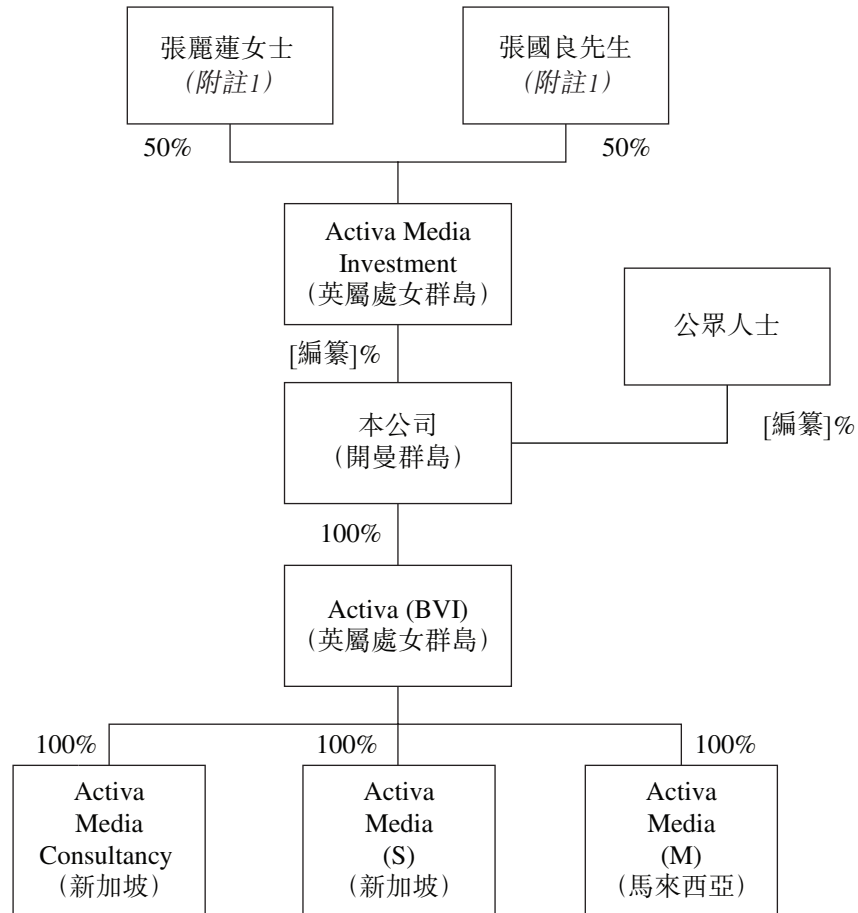 張麗蓮女士
(附註1)
張國良先生
(附註1)
50%
50%
Activa Media
Investment
(英屬處女群島)
公眾人士
[編纂]%
[編纂]%
本公司
(開曼群島)
100%
Activa (BVI)
(英屬處女群島)
100%
100%
100%
Activa
Media
Consultancy
(新加坡)
Activa
Media
(S)
(新加坡)
Activa
Media
(M)
(馬來西亞)